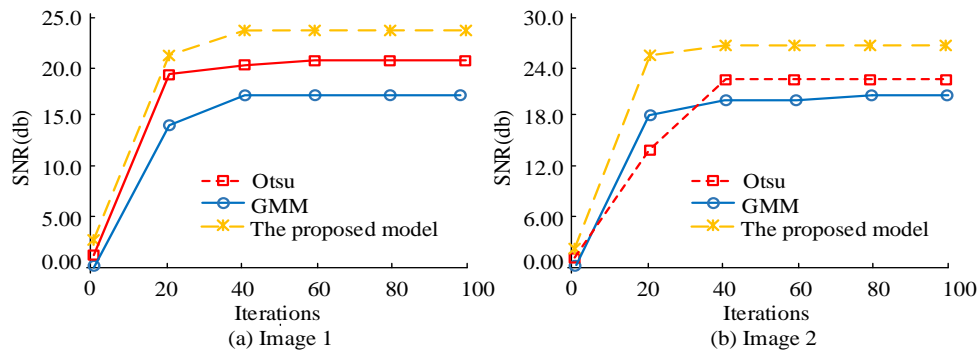 25.0
20.0
15.0
10.0
5.00
0.00
SNR(db)
0 20 40 60 80 100
Iterations
Otsu
GMM
The proposed model
(a) Image 1
30.0
24.0
18.0
12.0
6.00
0.00
SNR(db)
0 20 40 60 80 100
Iterations
Otsu
GMM
The proposed model
(b) Image 2